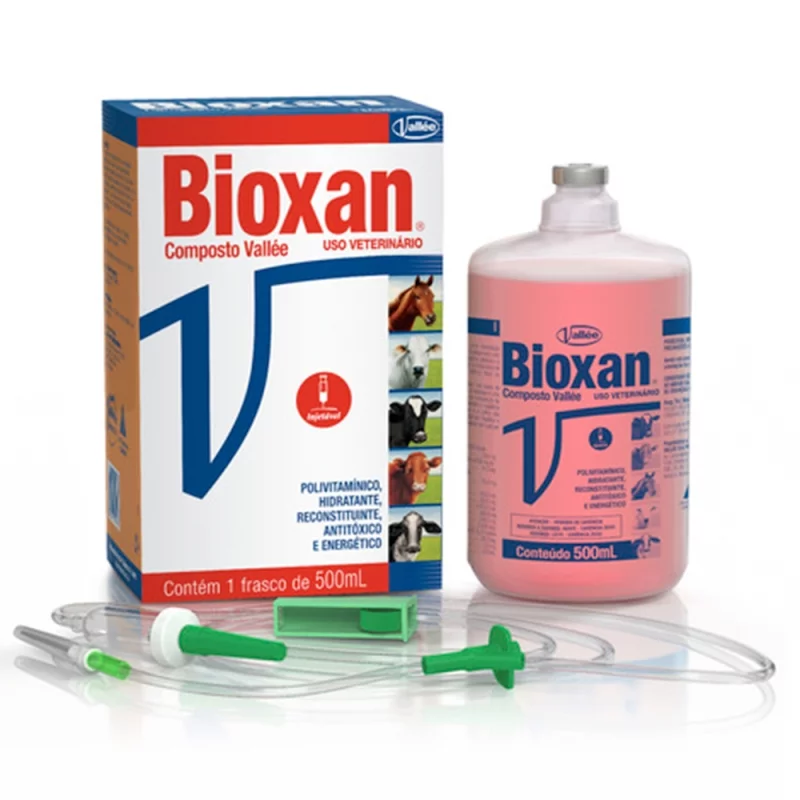 Bioxan
Vallée
Bioxan®
Composto Vallée
USO VETERINÁRIO
Injetável
POLIVITAMÍNICO,
HIDRATANTE,
RECONSTITUINTE,
ANTITÓXICO
E ENERGÉTICO
Contém 1 frasco de 500mL
Vallée
Bioxan®
Composto Vallée
USO VETERINÁRIO
POLIVITAMÍNICO,
HIDRATANTE,
RECONSTITUINTE,
ANTITÓXICO
E ENERGÉTICO
Conteúdo 500mL